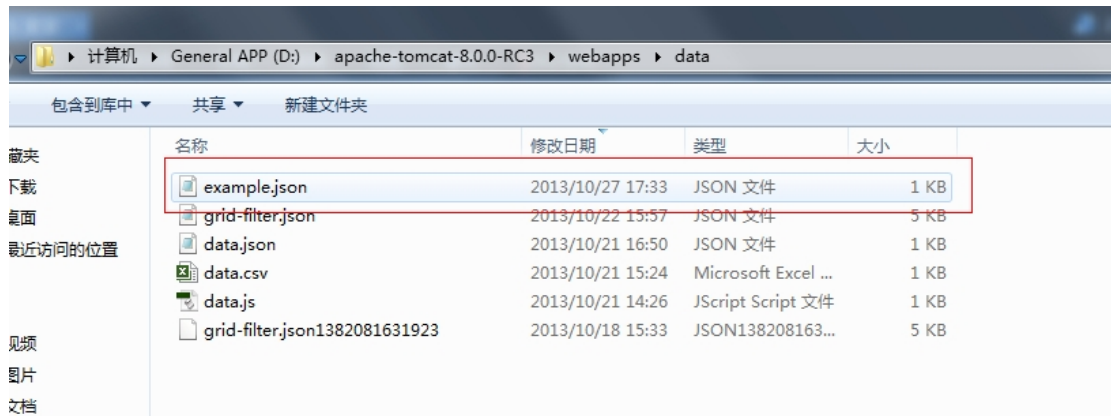 计算机 General APP (D:) apache-tomcat-8.0.0-RC3 webapps data
包含到库中 共享 新建文件夹
名称 修改日期 类型 大小
藏夹
example.json 2013/10/27 17:33 JSON 文件 1 KB
下载
grid-filter.json 2013/10/22 15:57 JSON 文件 5 KB
桌面
data.json 2013/10/21 16:50 JSON 文件 1 KB
最近访问的位置
data.csv 2013/10/21 15:24 Microsoft Excel ... 1 KB
data.js 2013/10/21 14:26 JScript Script 文件 1 KB
grid-filter.json1382081631923 2013/10/18 15:33 JSON138208163... 5 KB
视频
图片
文档